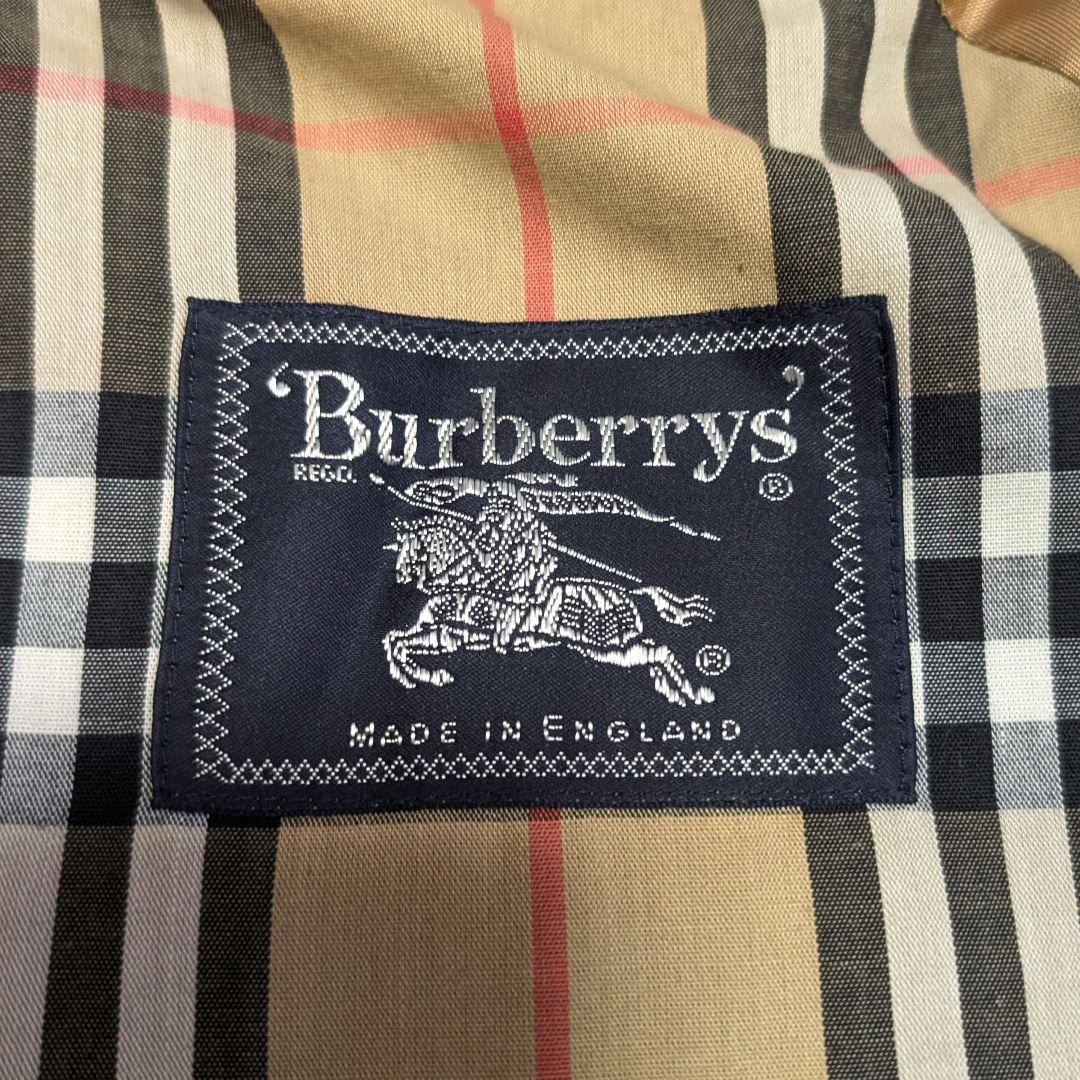 ‘Burberrys’
REGD. ®
®
MADE IN ENGLAND